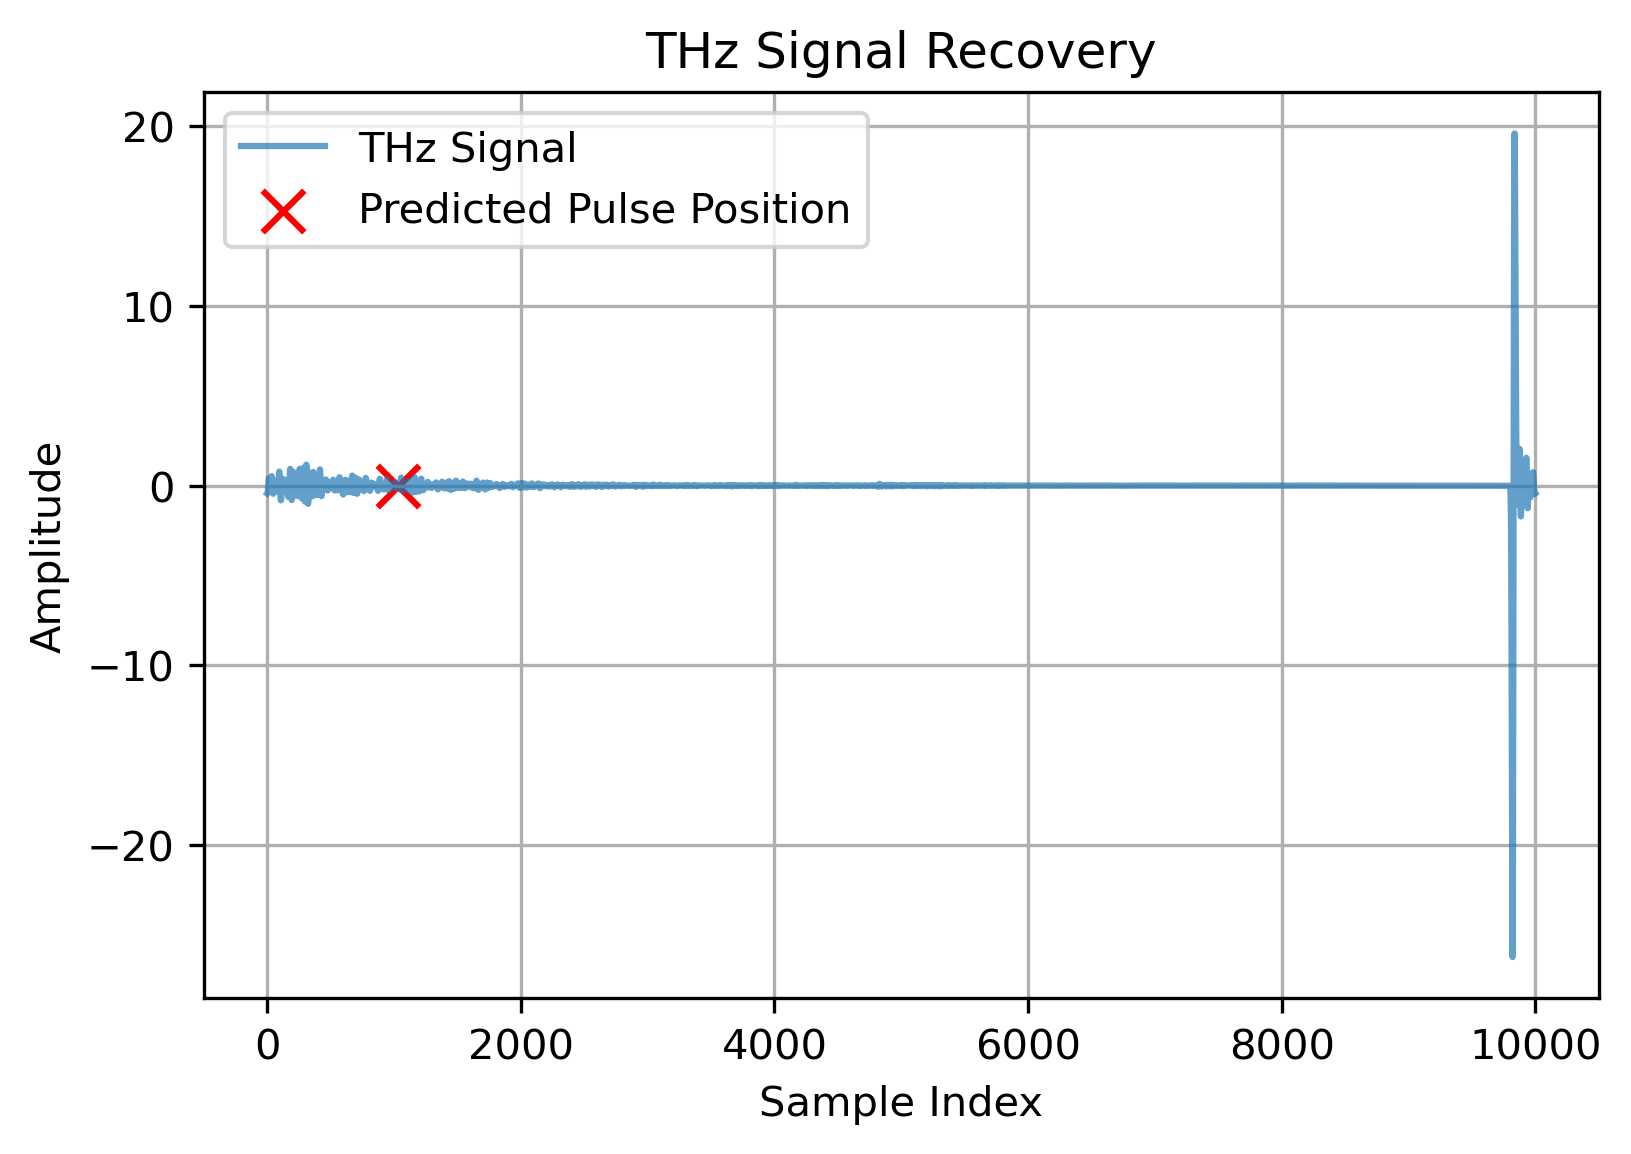 THz Signal Recovery
THz Signal
Predicted Pulse Position
20
10
0
−10
−20
Amplitude
0 2000 4000 6000 8000 10000
Sample Index